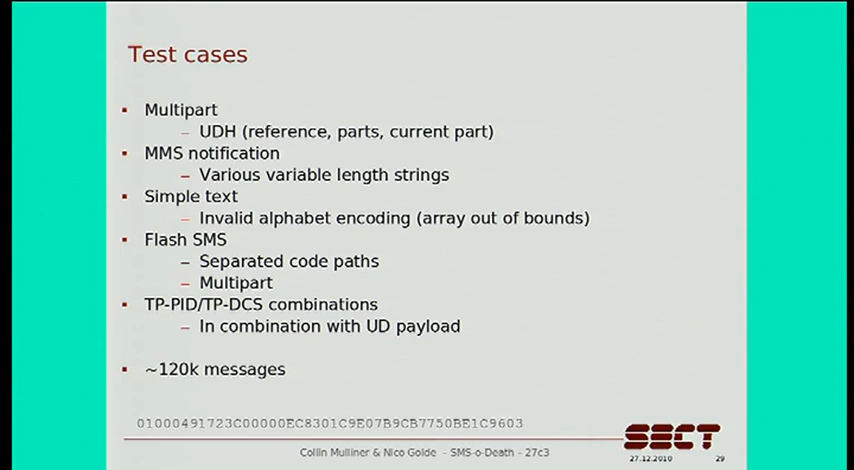 Test cases
▪ Multipart
– UDH (reference, parts, current part)
▪ MMS notification
– Various variable length strings
▪ Simple text
– Invalid alphabet encoding (array out of bounds)
▪ Flash SMS
– Separated code paths
– Multipart
▪ TP-PID/TP-DCS combinations
– In combination with UD payload
▪ ~120k messages
01000491723C00000EC8301C9E07B9CB7750BE1C9603
SECT
Collin Mulliner & Nico Golde - SMS-o-Death - 27c3
27.12.2010 29